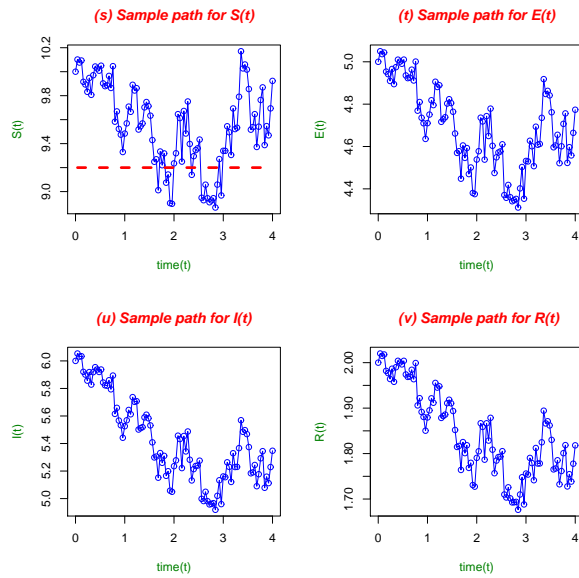 (s) Sample path for S(t)
S(t)
10.2
9.8
9.4
9.0
0 1 2 3 4
time(t)
(t) Sample path for E(t)
E(t)
5.0
4.8
4.6
4.4
0 1 2 3 4
time(t)
(u) Sample path for I(t)
I(t)
6.0
5.8
5.6
5.4
5.2
5.0
0 1 2 3 4
time(t)
(v) Sample path for R(t)
R(t)
2.00
1.90
1.80
1.70
0 1 2 3 4
time(t)